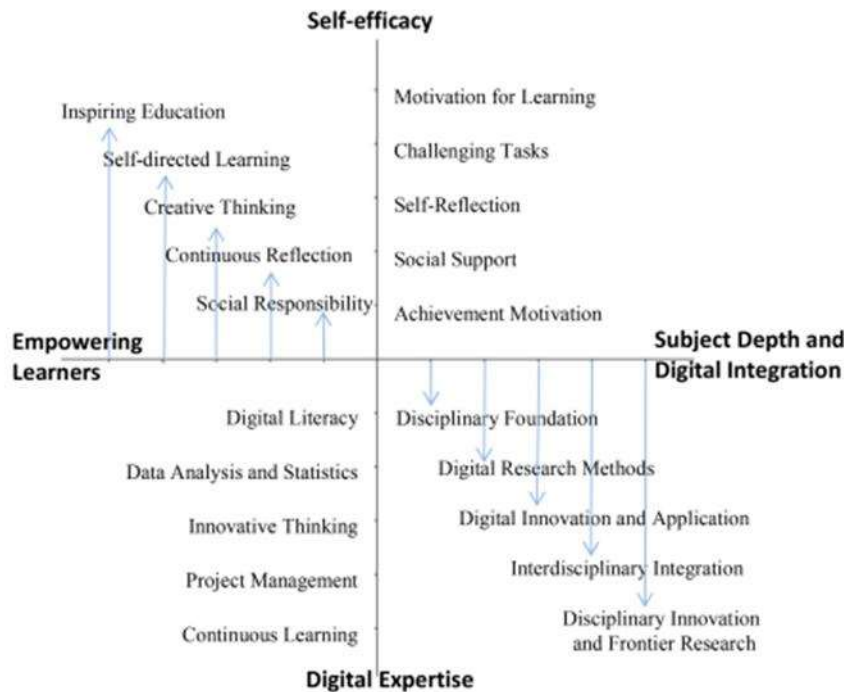 Self-efficacy
Inspiring Education
Self-directed Learning
Creative Thinking
Continuous Reflection
Social Responsibility
Motivation for Learning
Challenging Tasks
Self-Reflection
Social Support
Achievement Motivation
Empowering
Learners
Subject Depth and
Digital Integration
Digital Literacy
Data Analysis and Statistics
Innovative Thinking
Project Management
Continuous Learning
Disciplinary Foundation
Digital Research Methods
Digital Innovation and Application
Interdisciplinary Integration
Disciplinary Innovation
and Frontier Research
Digital Expertise